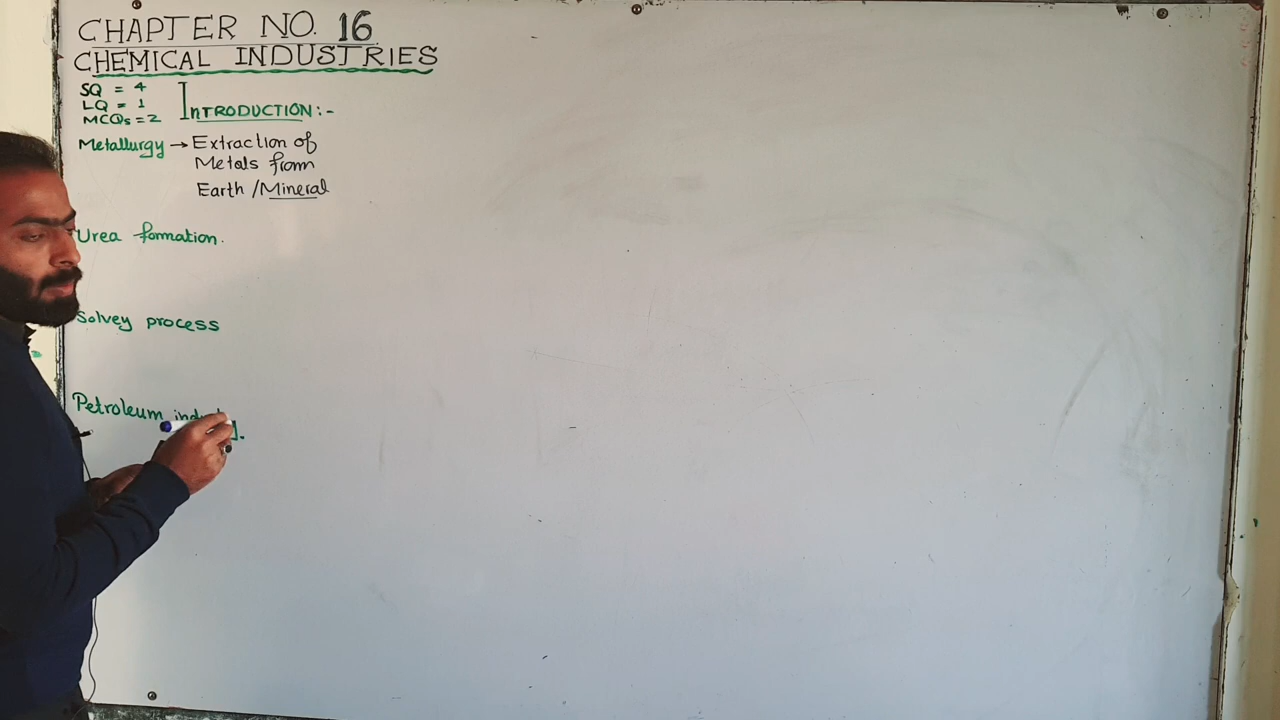 CHAPTER NO. 16
CHEMICAL INDUSTRIES
SQ = 4
LQ = 1
MCQs = 2
INTRODUCTION:-
Metallurgy → Extraction of
Metals from
Earth / Mineral
Urea formation.
Solvey process
Petroleum